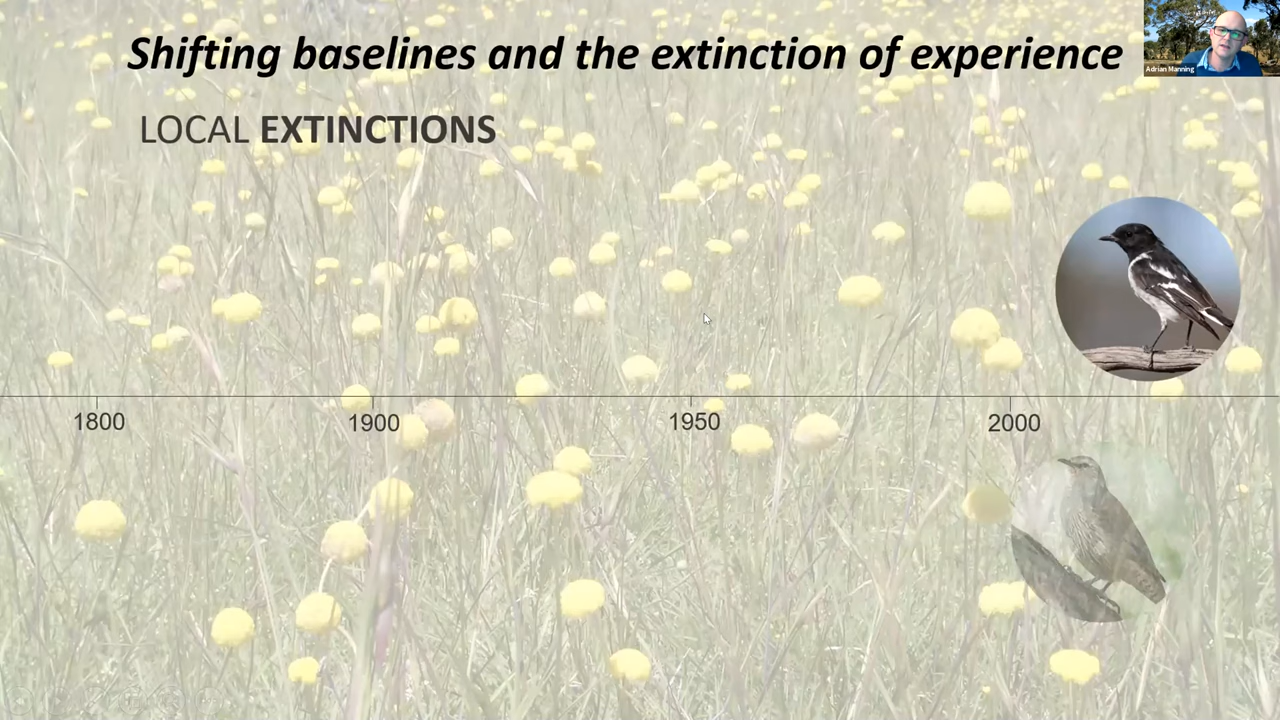 Shifting baselines and the extinction of experience
Adrian Manning
LOCAL EXTINCTIONS
1800
1900
1950
2000